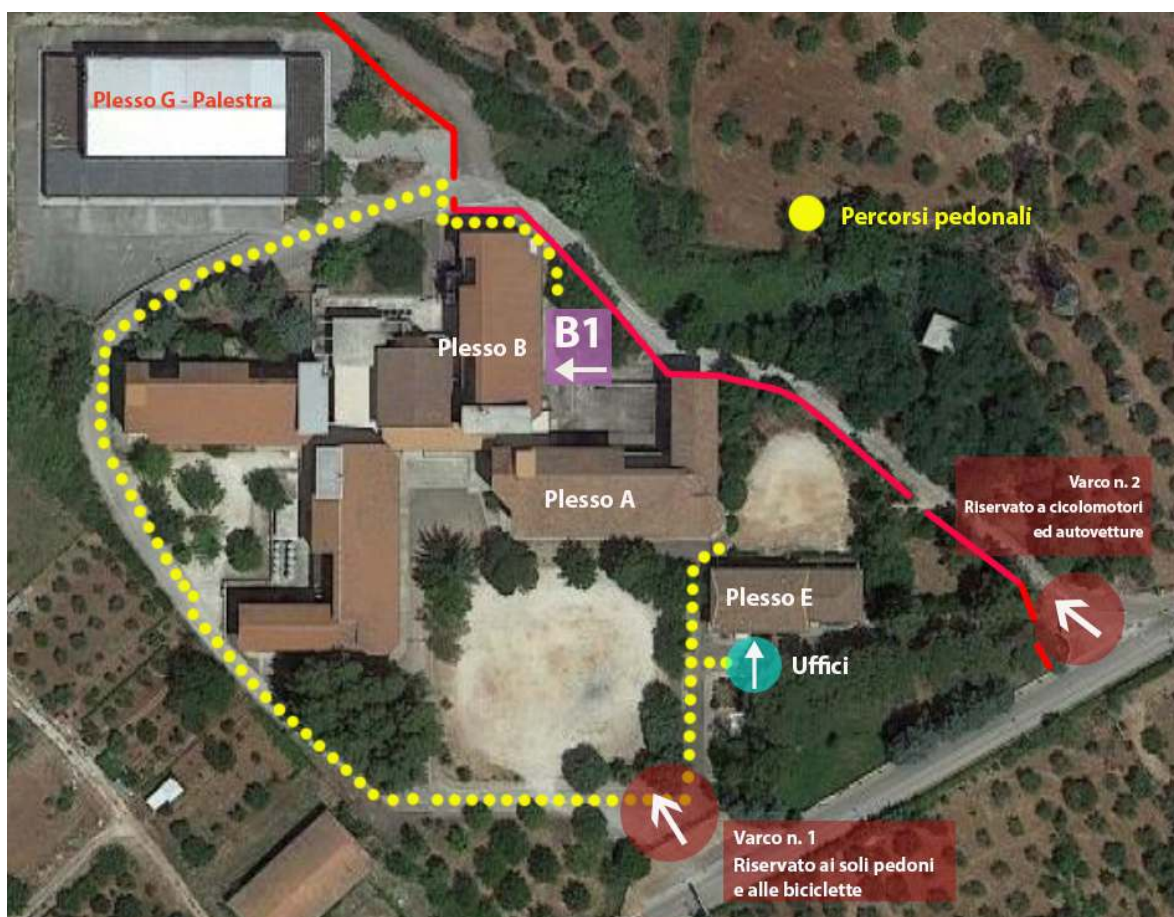 Plesso G - Palestra
Percorsi pedonali
B1
Plesso B
Varco n. 2
Riservato a cicolomotori
ed autovetture
Plesso A
Plesso E
Uffici
Varco n. 1
Riservato ai soli pedoni
e alle biciclette